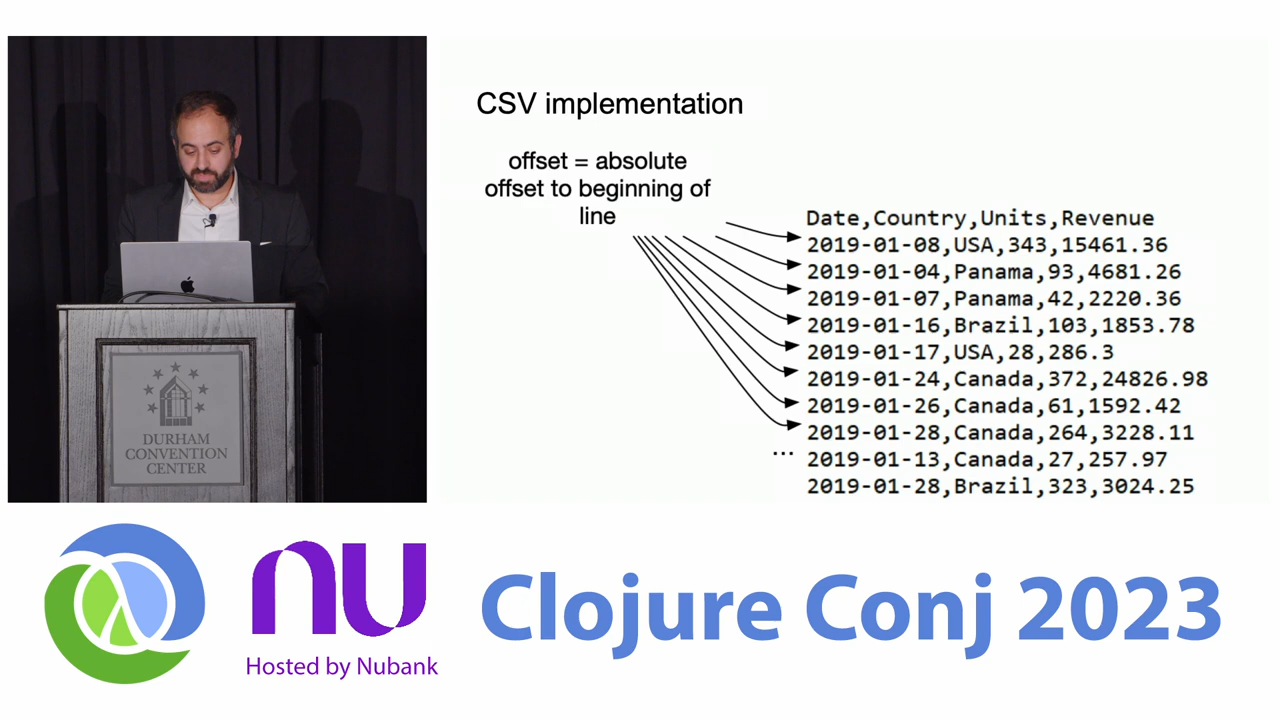 CSV implementation
offset = absolute
offset to beginning of
line
Date,Country,Units,Revenue
2019-01-08,USA,343,15461.36
2019-01-04,Panama,93,4681.26
2019-01-07,Panama,42,2220.36
2019-01-16,Brazil,103,1853.78
2019-01-17,USA,28,286.3
2019-01-24,Canada,372,24826.98
2019-01-26,Canada,61,1592.42
2019-01-28,Canada,264,3228.11
...
2019-01-13,Canada,27,257.97
2019-01-28,Brazil,323,3024.25
DURHAM
CONVENTION
CENTER
nu
Hosted by Nubank
Clojure Conj 2023